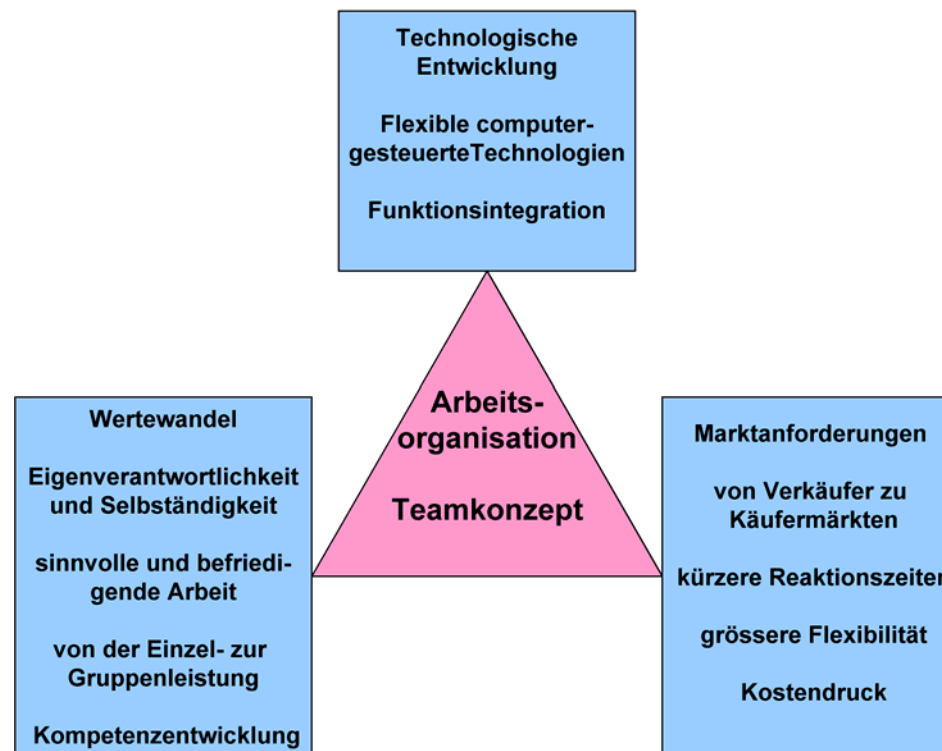 Technologische
Entwicklung
Flexible computer-
gesteuerteTechnologien
Funktionsintegration
Arbeits-
organisation
Teamkonzept
Wertewandel
Eigenverantwortlichkeit
und Selbständigkeit
sinnvolle und befriedi-
gende Arbeit
von der Einzel- zur
Gruppenleistung
Kompetenzentwicklung
Marktanforderungen
von Verkäufer zu
Käufermärkten
kürzere Reaktionszeiten
grössere Flexibilität
Kostendruck